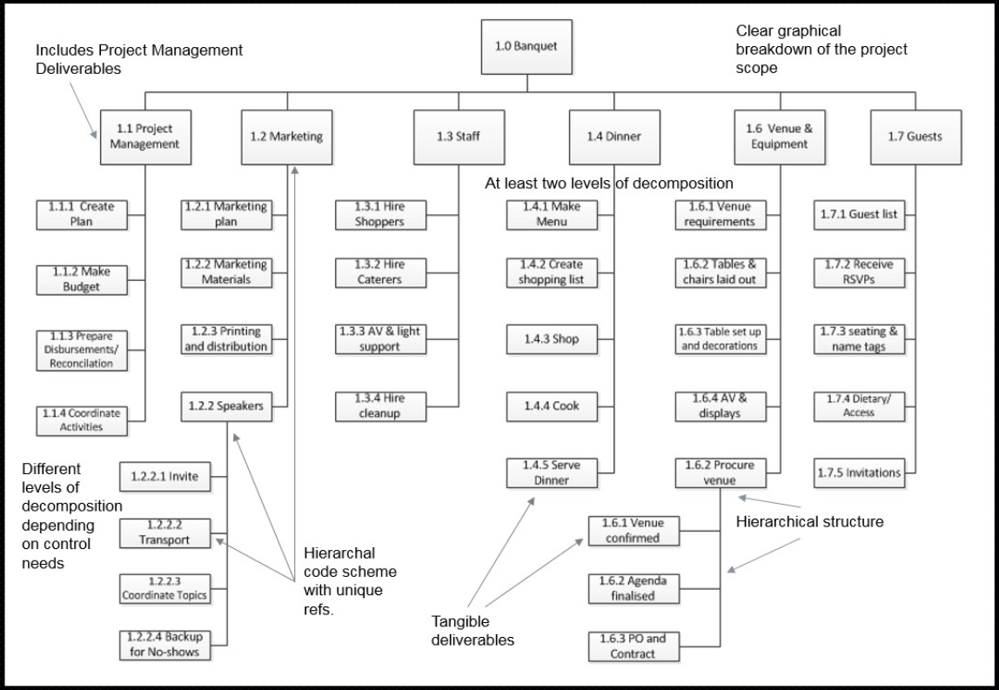 1.0 Banquet
Clear graphical
breakdown of the project
scope
Includes Project Management
Deliverables
1.1 Project
Management
1.2 Marketing
1.3 Staff
1.4 Dinner
1.6 Venue &
Equipment
1.7 Guests
At least two levels of decomposition
1.1.1 Create
Plan
1.1.2 Make
Budget
1.1.3 Prepare
Disbursements/
Reconcilation
1.1.4 Coordinate
Activities
1.2.1 Marketing
plan
1.2.2 Marketing
Materials
1.2.3 Printing
and distribution
1.2.2 Speakers
1.2.2.1 Invite
1.2.2.2
Transport
1.2.2.3
Coordinate Topics
1.2.2.4 Backup
for No-shows
1.3.1 Hire
Shoppers
1.3.2 Hire
Caterers
1.3.3 AV & light
support
1.3.4 Hire
cleanup
1.4.1 Make
Menu
1.4.2 Create
shopping list
1.4.3 Shop
1.4.4 Cook
1.4.5 Serve
Dinner
1.6.1 Venue
requirements
1.6.2 Tables &
chairs laid out
1.6.3 Table set up
and decorations
1.6.4 AV &
displays
1.6.2 Procure
venue
1.6.1 Venue
confirmed
1.6.2 Agenda
finalised
1.6.3 PO and
Contract
1.7.1 Guest list
1.7.2 Receive
RSVPs
1.7.3 seating &
name tags
1.7.4 Dietary/
Access
1.7.5 Invitations
Different
levels of
decomposition
depending
on control
needs
Hierarchal
code scheme
with unique
refs.
Tangible
deliverables
Hierarchical structure